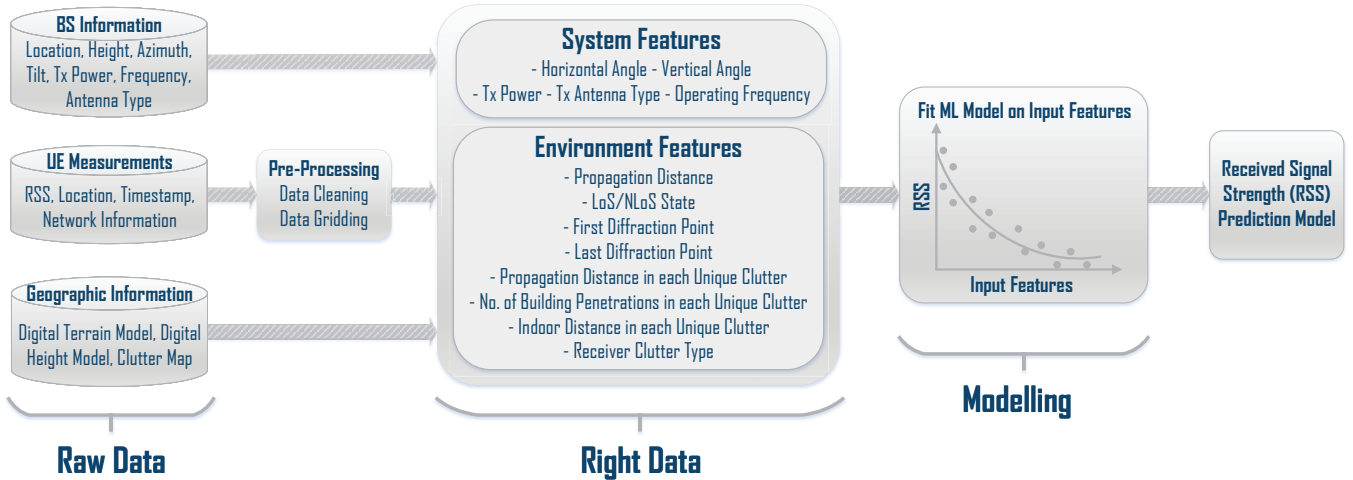 BS Information
Location, Height, Azimuth,
Tilt, Tx Power, Frequency,
Antenna Type
UE Measurements
RSS, Location, Timestamp,
Network Information
Geographic Information
Digital Terrain Model, Digital
Height Model, Clutter Map
Raw Data
Pre-Processing
Data Cleaning
Data Gridding
System Features
- Horizontal Angle - Vertical Angle
- Tx Power - Tx Antenna Type - Operating Frequency
Environment Features
- Propagation Distance
- LoS/NLoS State
- First Diffraction Point
- Last Diffraction Point
- Propagation Distance in each Unique Clutter
- No. of Building Penetrations in each Unique Clutter
- Indoor Distance in each Unique Clutter
- Receiver Clutter Type
Right Data
Fit ML Model on Input Features
RSS
Input Features
Modelling
Received Signal
Strength (RSS)
Prediction Model